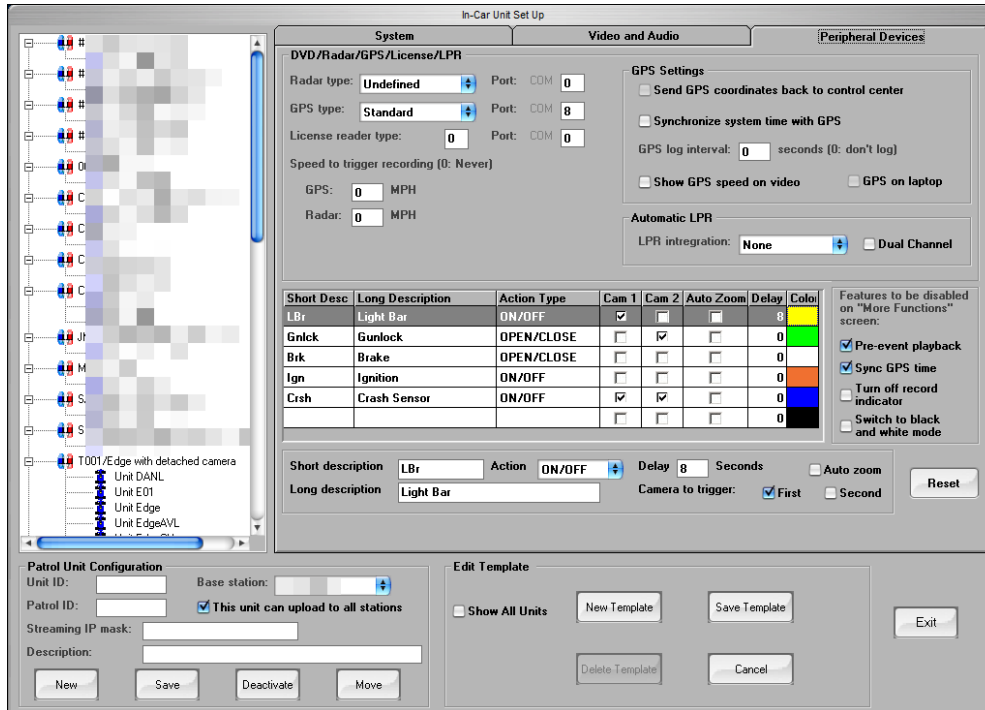 In-Car Unit Set Up
System Video and Audio Peripheral Devices
#
#
#
#
C
C
C
C
M
S
T001/Edge with detached camera
Unit DANL
Unit E01
Unit Edge
Unit EdgeAVL
DVD/Radar/GPS/License/LPR
Radar type: Undefined Port: COM 0
GPS type: Standard Port: COM 8
License reader type: 0 Port: COM 0
Speed to trigger recording (0: Never)
GPS: 0 MPH
Radar: 0 MPH
GPS Settings
Send GPS coordinates back to control center
Synchronize system time with GPS
GPS log interval: 0 seconds (0: don't log)
Show GPS speed on video GPS on laptop
Automatic LPR
LPR intregration: None Dual Channel
Short Desc Long Description Action Type Cam 1 Cam 2 Auto Zoom Delay Color
LBr Light Bar ON/OFF 8
Gnlck Gunlock OPEN/CLOSE 0
Brk Brake OPEN/CLOSE 0
Ign Ignition ON/OFF 0
Crsh Crash Sensor ON/OFF 0
0
Features to be disabled
on "More Functions"
screen:
Pre-event playback
Sync GPS time
Turn off record
indicator
Switch to black
and white mode
Short description LBr Action ON/OFF Delay 8 Seconds Auto zoom
Long description Light Bar Camera to trigger: First Second
Reset
Patrol Unit Configuration
Unit ID: Base station:
Patrol ID: This unit can upload to all stations
Streaming IP mask:
Description:
New Save Deactivate Move
Edit Template
Show All Units New Template Save Template
Delete Template Cancel
Exit